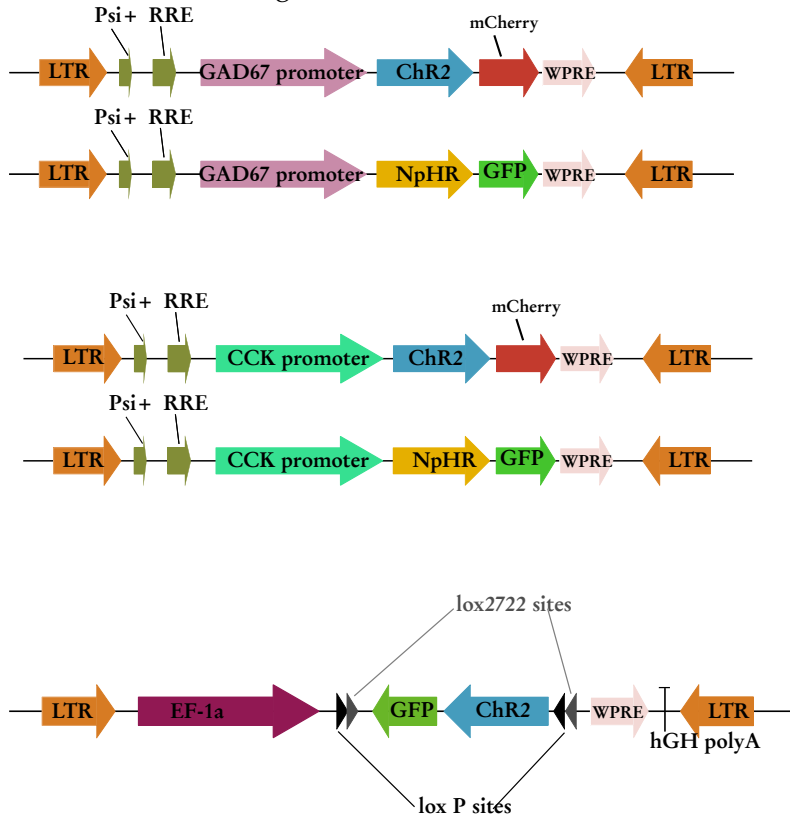 Psi+ RRE
mCherry
LTR GAD67 promoter ChR2 WPRE LTR
Psi+ RRE
LTR GAD67 promoter NpHR GFP WPRE LTR
Psi+ RRE
mCherry
LTR CCK promoter ChR2 WPRE LTR
Psi+ RRE
LTR CCK promoter NpHR GFP WPRE LTR
lox2722 sites
LTR EF-1a GFP ChR2 WPRE LTR
hGH polyA
lox P sites